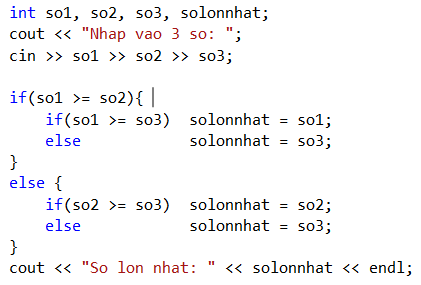 int so1, so2, so3, solonnhat;
cout << "Nhap vao 3 so: ";
cin >> so1 >> so2 >> so3;

if(so1 >= so2){
    if(so1 >= so3)  solonnhat = so1;
    else            solonnhat = so3;
}
else {
    if(so2 >= so3)  solonnhat = so2;
    else            solonnhat = so3;
}
cout << "So lon nhat: " << solonnhat << endl;